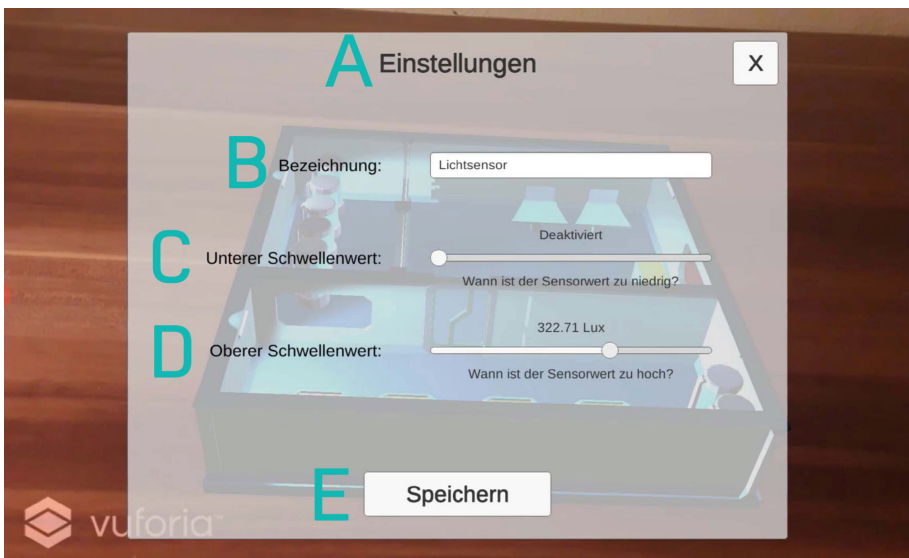 A Einstellungen
X
B Bezeichnung: Lichtsensor
Deaktiviert
C Unterer Schwellenwert:
Wann ist der Sensorwert zu niedrig?
322.71 Lux
D Oberer Schwellenwert:
Wann ist der Sensorwert zu hoch?
E Speichern
vuforia™